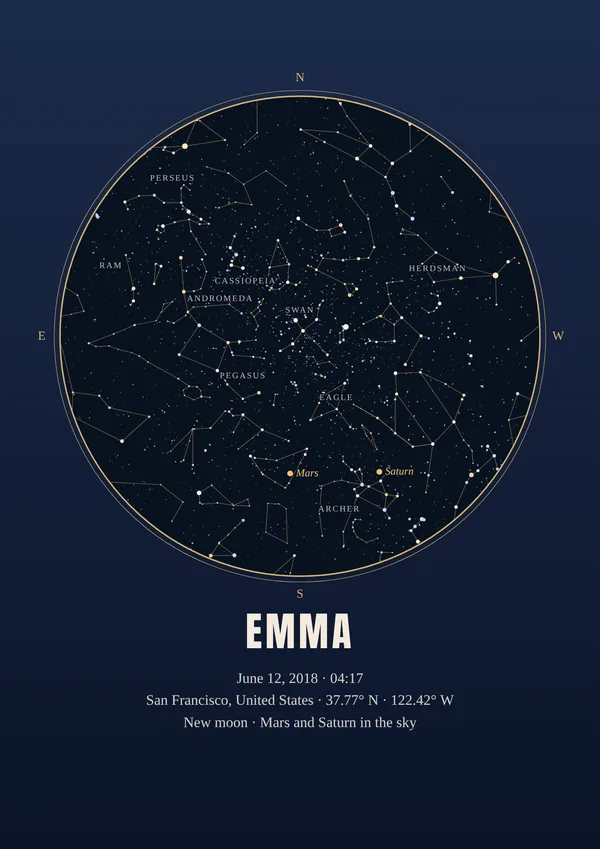 N
PERSEUS
RAM
HERDSMAN
CASSIOPEIA
ANDROMEDA
SWAN
E
W
PEGASUS
EAGLE
Mars
Saturn
ARCHER
S
EMMA
June 12, 2018 · 04:17
San Francisco, United States · 37.77° N · 122.42° W
New moon · Mars and Saturn in the sky